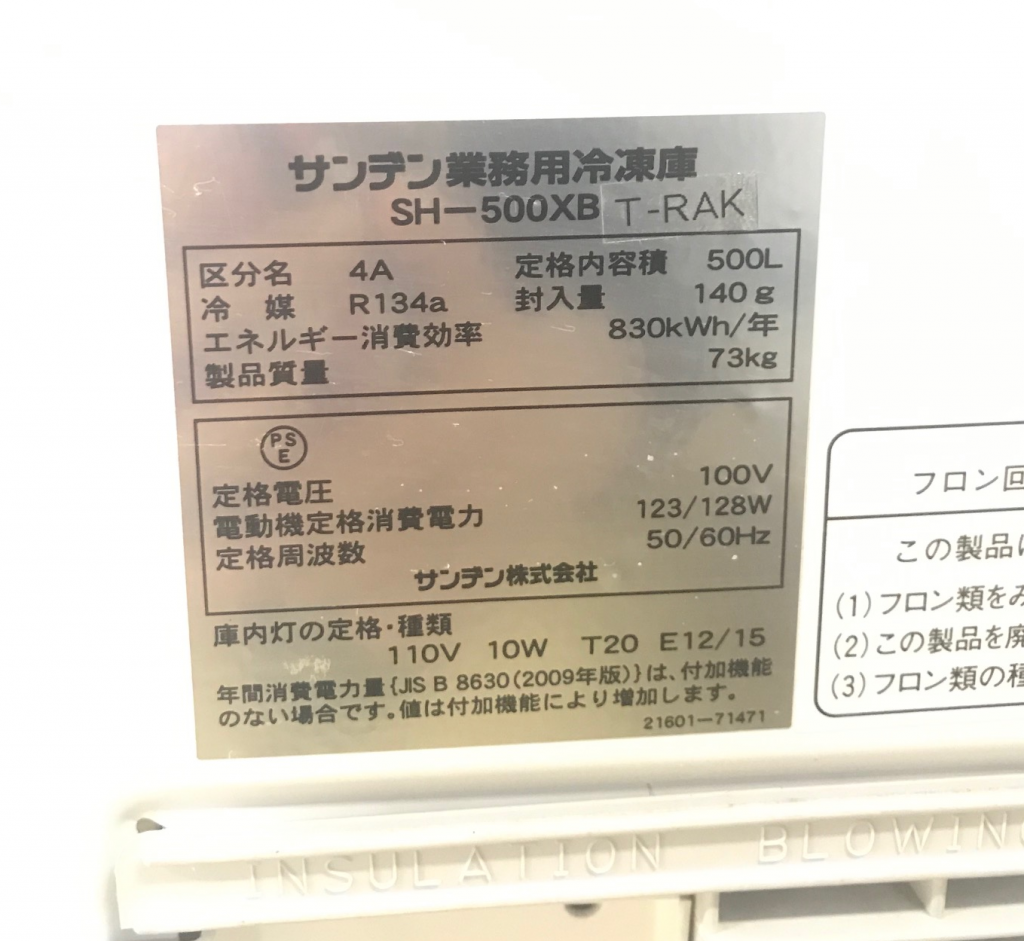 サンデン業務用冷凍庫
SH-500XB T-RAK
区分名 4A 定格内容積 500L
冷媒 R134a 封入量 140g
エネルギー消費効率 830kWh/年
製品質量 73kg
PS
E
定格電圧 100V
電動機定格消費電力 123/128W
定格周波数 50/60Hz
サンデン株式会社
庫内灯の定格・種類
110V 10W T20 E12/15
年間消費電力量{JIS B 8630(2009年版)}は、付加機能
のない場合です。値は付加機能により増加します。
21601-71471
フロン回
この製品に
(1)フロン類をみ
(2)この製品を廃
(3)フロン類の種
INSULATION BLOWING